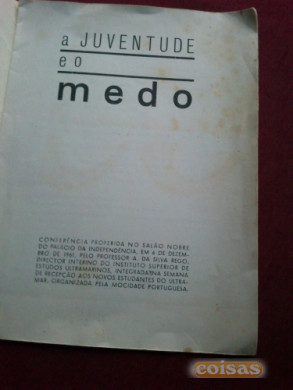 a JUVENTUDE
e o
medo
CONFERÊNCIA PROFERIDA NO SALÃO NOBRE
DO PALÁCIO DA INDEPENDÊNCIA, EM 6 DE DEZEM-
BRO DE 1961, PELO PROFESSOR A. DA SILVA REGO,
DIRECTOR INTERINO DO INSTITUTO SUPERIOR DE
ESTUDOS ULTRAMARINOS, INTEGRADA NA SEMANA
DE RECEPÇÃO AOS NOVOS ESTUDANTES DO ULTRA-
MAR, ORGANIZADA PELA MOCIDADE PORTUGUESA.
coisas